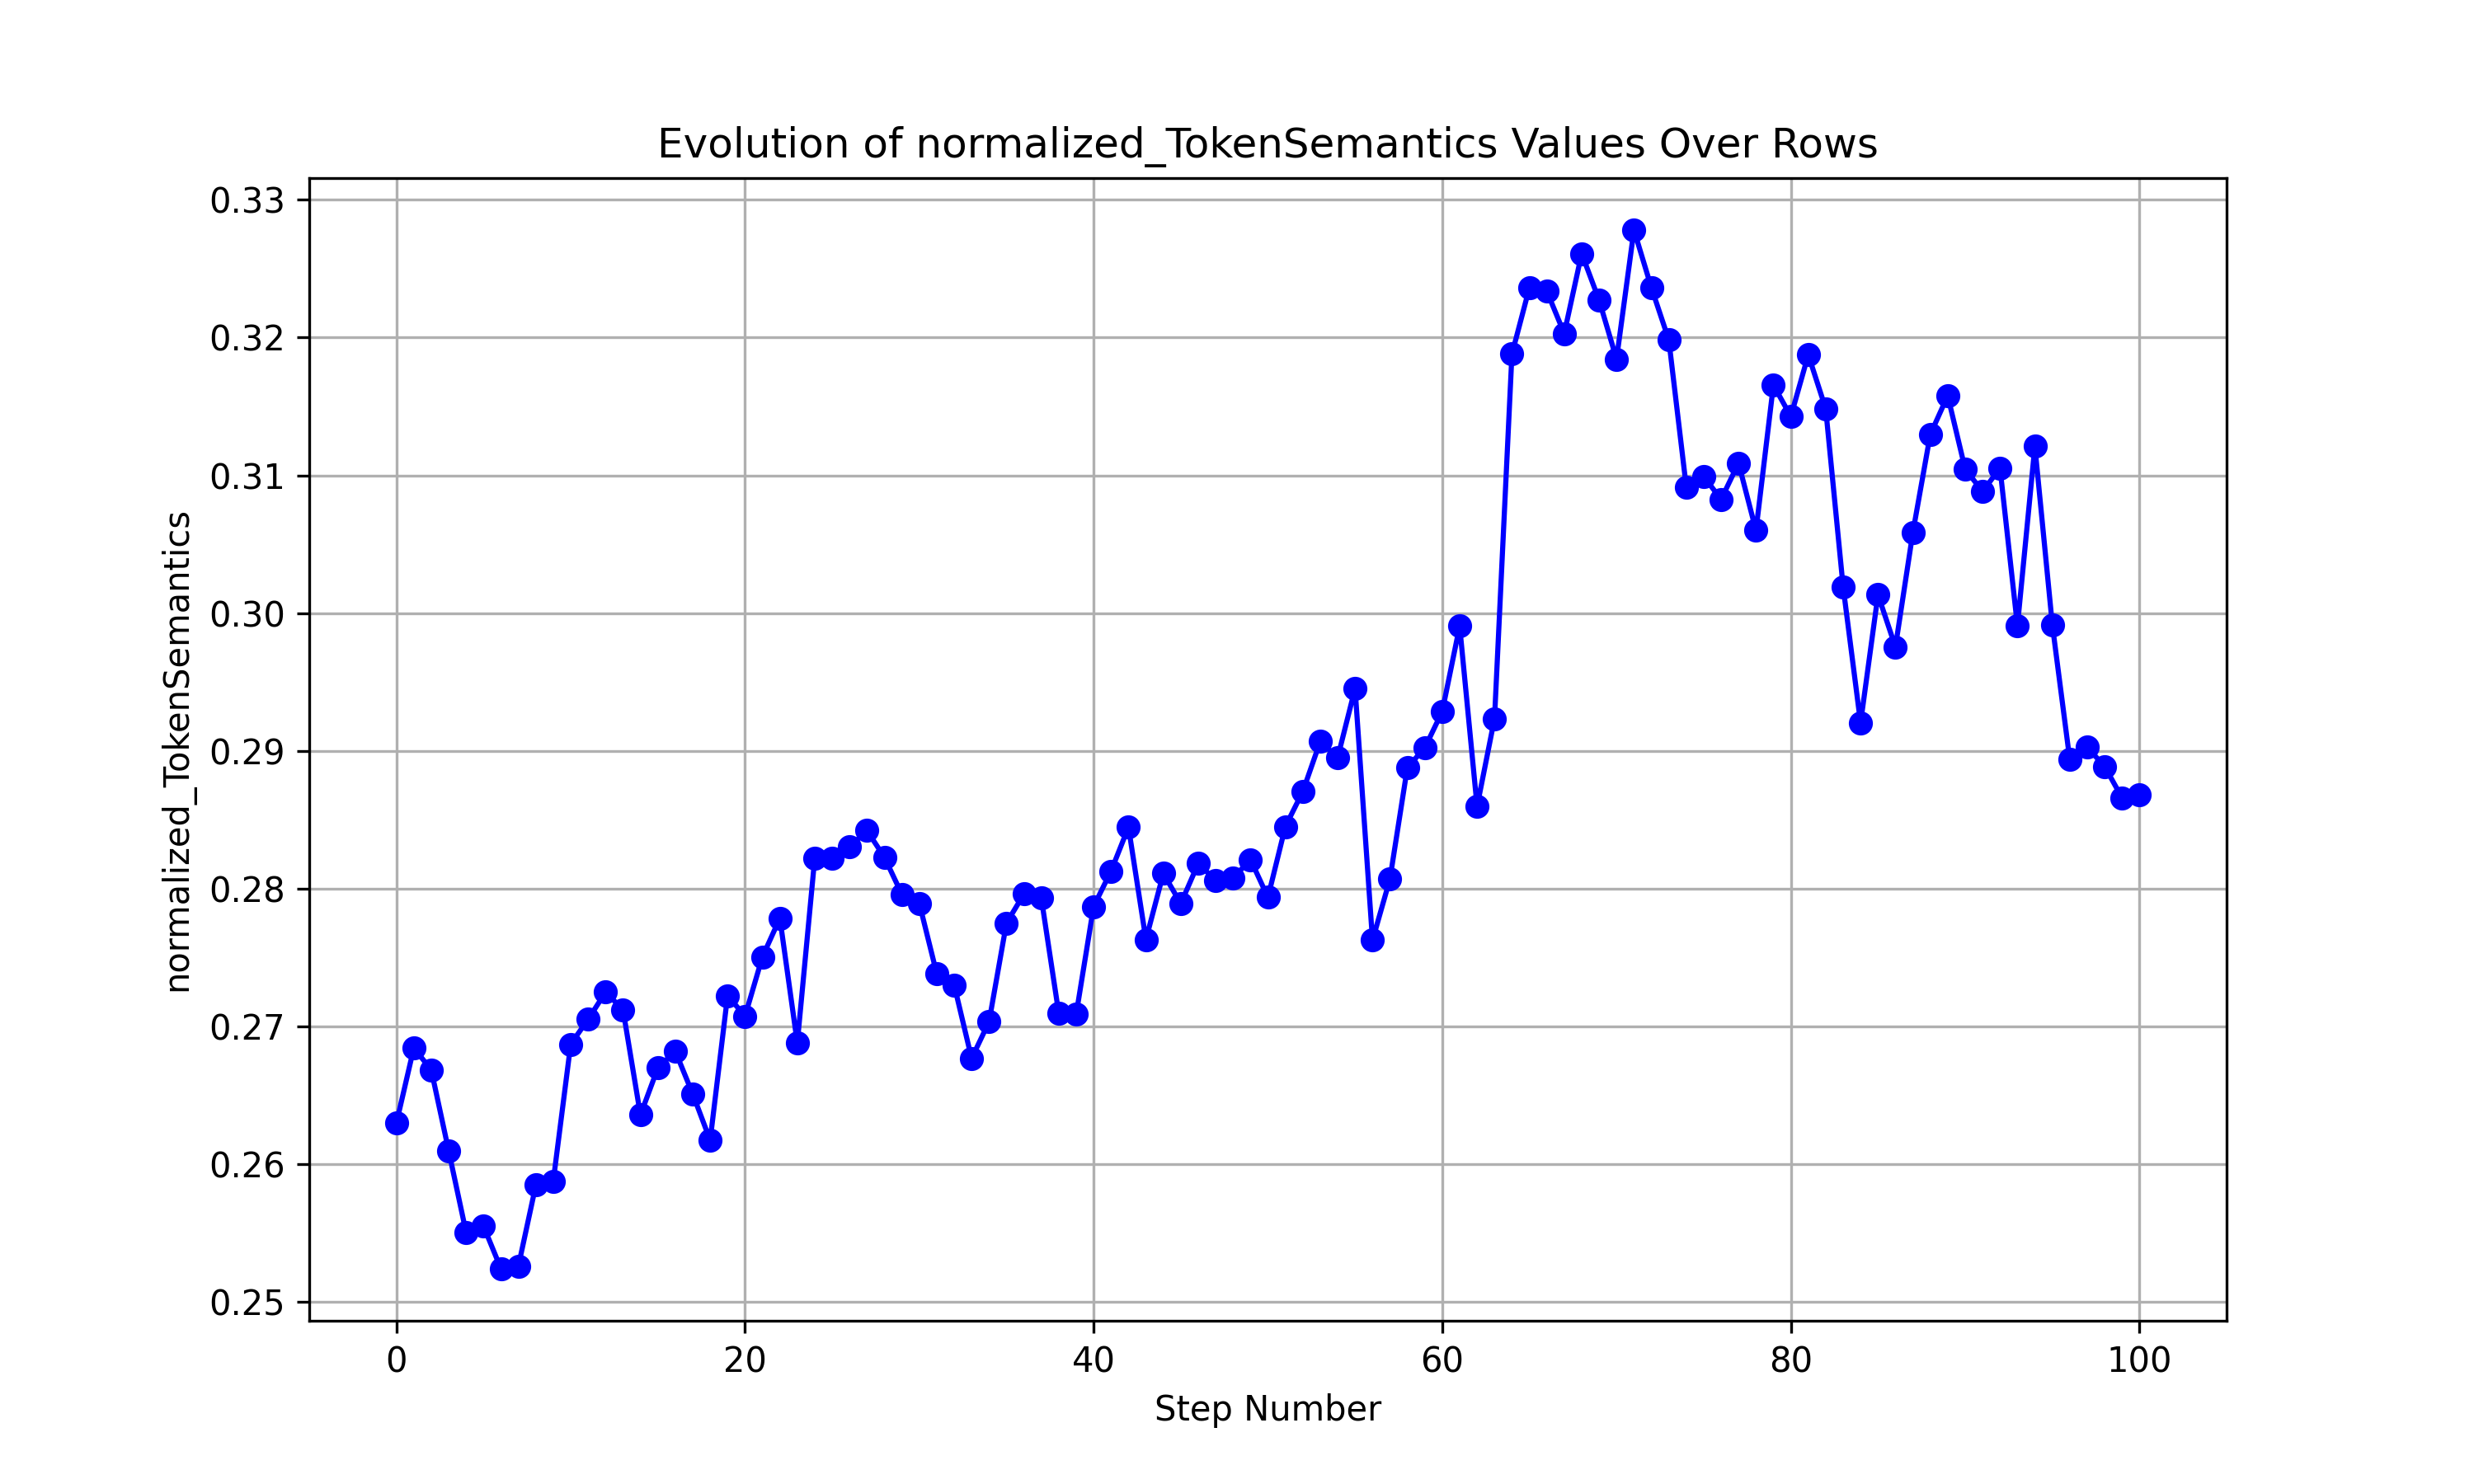 Evolution of normalized_TokenSemantics Values Over Rows
0.33
0.32
0.31
0.30
0.29
0.28
0.27
0.26
0.25
normalized_TokenSemantics
0 20 40 60 80 100
Step Number